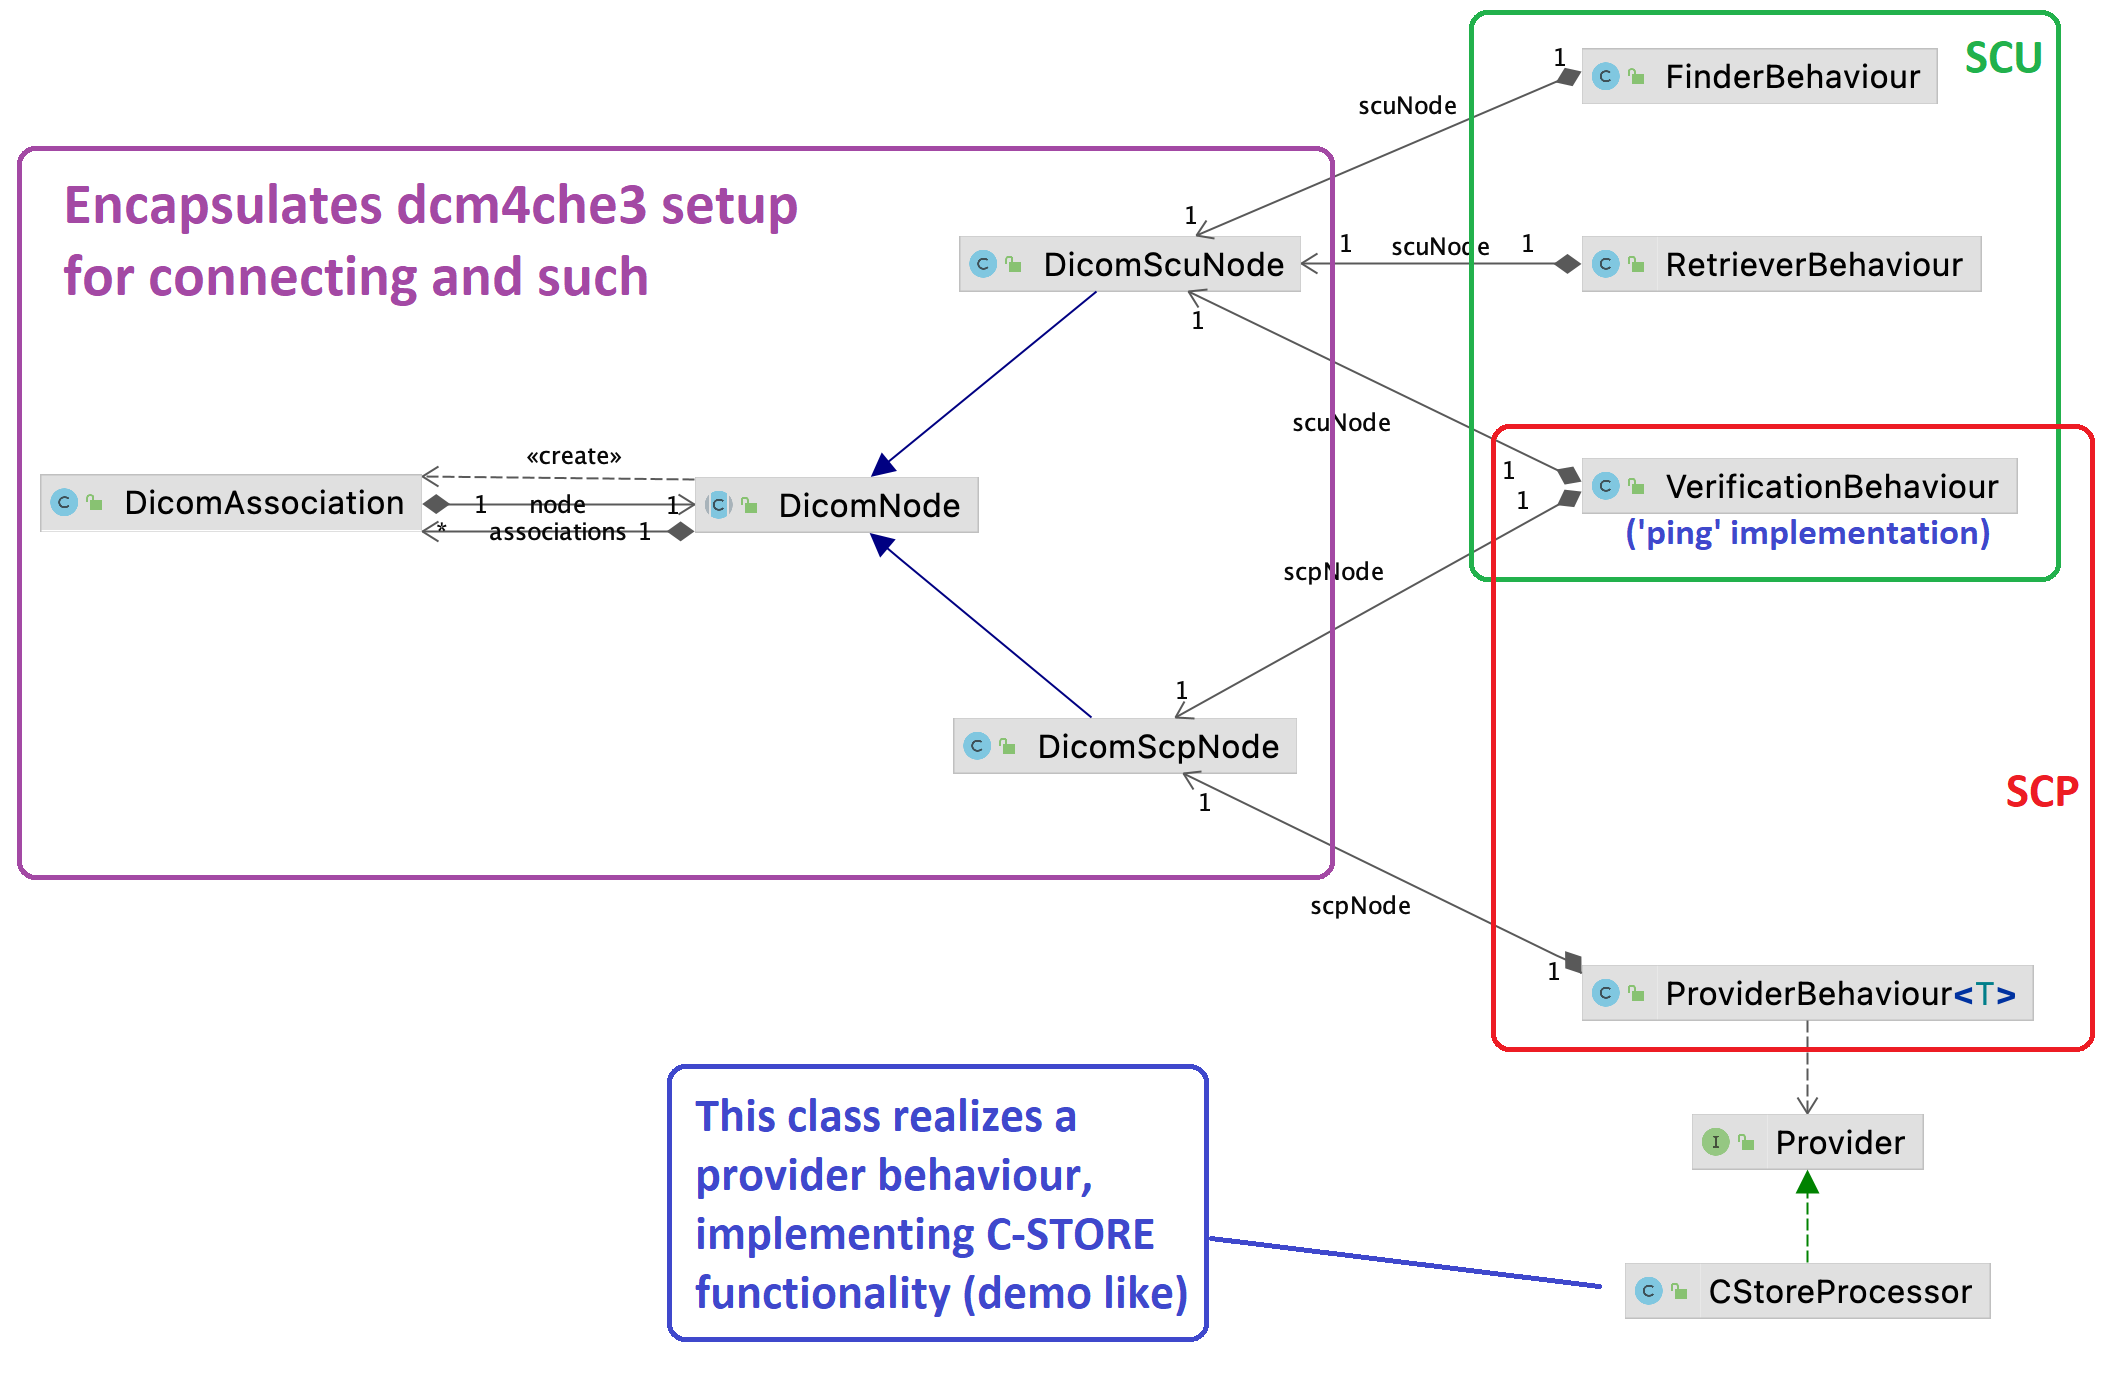 SCU
1
FinderBehaviour
scuNode
Encapsulates dcm4che3 setup
for connecting and such
1
C DicomScuNode
1 scuNode 1
C RetrieverBehaviour
1
scuNode
«create»
1
C VerificationBehaviour
1
('ping' implementation)
C DicomAssociation
1 node 1
C DicomNode
* associations 1
scpNode
1
C DicomScpNode
1
SCP
scpNode
1
C ProviderBehaviour<T>
This class realizes a
provider behaviour,
implementing C-STORE
functionality (demo like)
I Provider
C CStoreProcessor